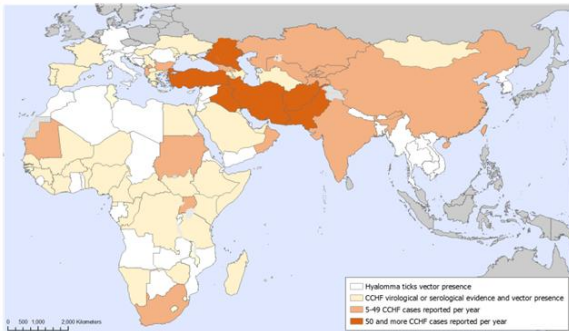 Hyalomma ticks vector presence
CCHF virological or serological evidence and vector presence
5-49 CCHF cases reported per year
50 and more CCHF cases reported per year
0 500 1,000 2,000 Kilometers